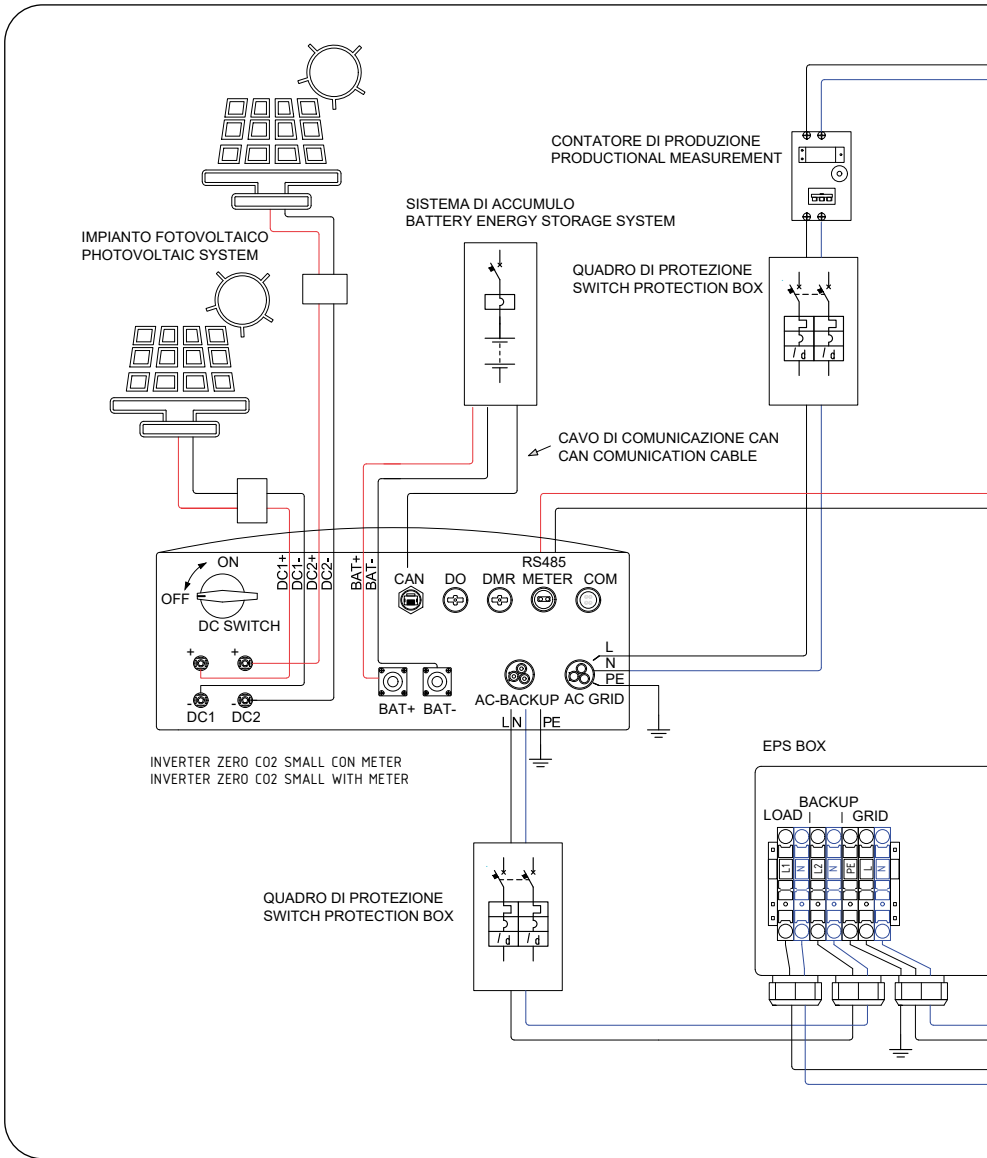 CONTATORE DI PRODUZIONE
PRODUCTIONAL MEASUREMENT
SISTEMA DI ACCUMULO
BATTERY ENERGY STORAGE SYSTEM
IMPIANTO FOTOVOLTAICO
PHOTOVOLTAIC SYSTEM
QUADRO DI PROTEZIONE
SWITCH PROTECTION BOX
I d I d
CAVO DI COMUNICAZIONE CAN
CAN COMUNICATION CABLE
DC1+
DC1-
DC2+
DC2-
BAT+
BAT-
ON
OFF
DC SWITCH
CAN
DO
DMR
RS485
METER
COM
+ +
- -
DC1 DC2
BAT+ BAT-
AC-BACKUP
AC GRID
L
N
PE
L N PE
INVERTER ZERO CO2 SMALL CON METER
INVERTER ZERO CO2 SMALL WITH METER
EPS BOX
BACKUP
LOAD | | GRID
L1 N L2 N PE L N
QUADRO DI PROTEZIONE
SWITCH PROTECTION BOX
I d I d